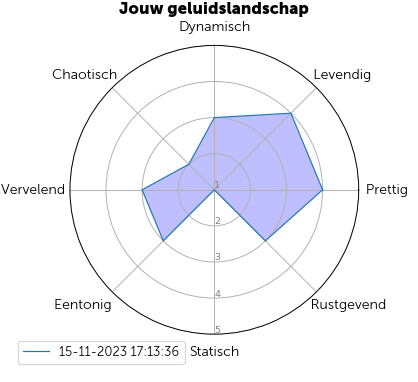 Jouw geluidslandschap
Dynamisch
Chaotisch
Levendig
Vervelend
1
Prettig
2
3
4
Eentonig
Rustgevend
5
15-11-2023 17:13:36
Statisch